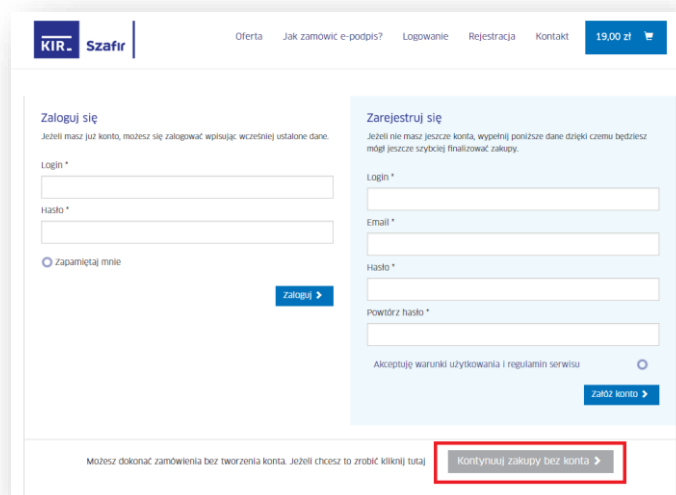 KIR Szafir
Oferta Jak zamówić e-podpis? Logowanie Rejestracja Kontakt 19,00 zł
Zaloguj się
Jeżeli masz już konto, możesz się zalogować wpisując wcześniej ustalone dane.
Login *
Hasło *
Zapamiętaj mnie
Zaloguj
Zarejestruj się
Jeżeli nie masz jeszcze konta, wypełnij poniższe dane dzięki czemu będziesz
mógł jeszcze szybciej finalizować zakupy.
Login *
Email *
Hasło *
Powtórz hasło *
Akceptuję warunki użytkowania i regulamin serwisu
Załóż konto
Możesz dokonać zamówienia bez tworzenia konta. Jeżeli chcesz to zrobić kliknij tutaj Kontynuuj zakupy bez konta